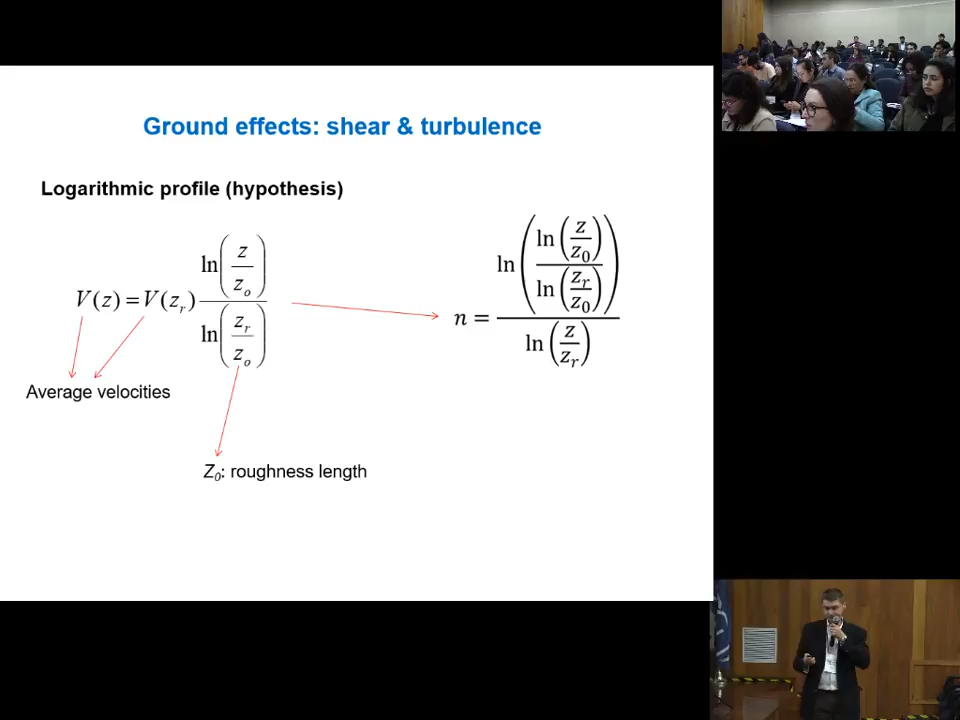 Ground effects: shear & turbulence
Logarithmic profile (hypothesis)
V(z) = V(z_r) ln(z/z_o) / ln(z_r/z_o)
n = ln(ln(z/z_0) / ln(z_r/z_0)) / ln(z/z_r)
Average velocities
Z_0: roughness length